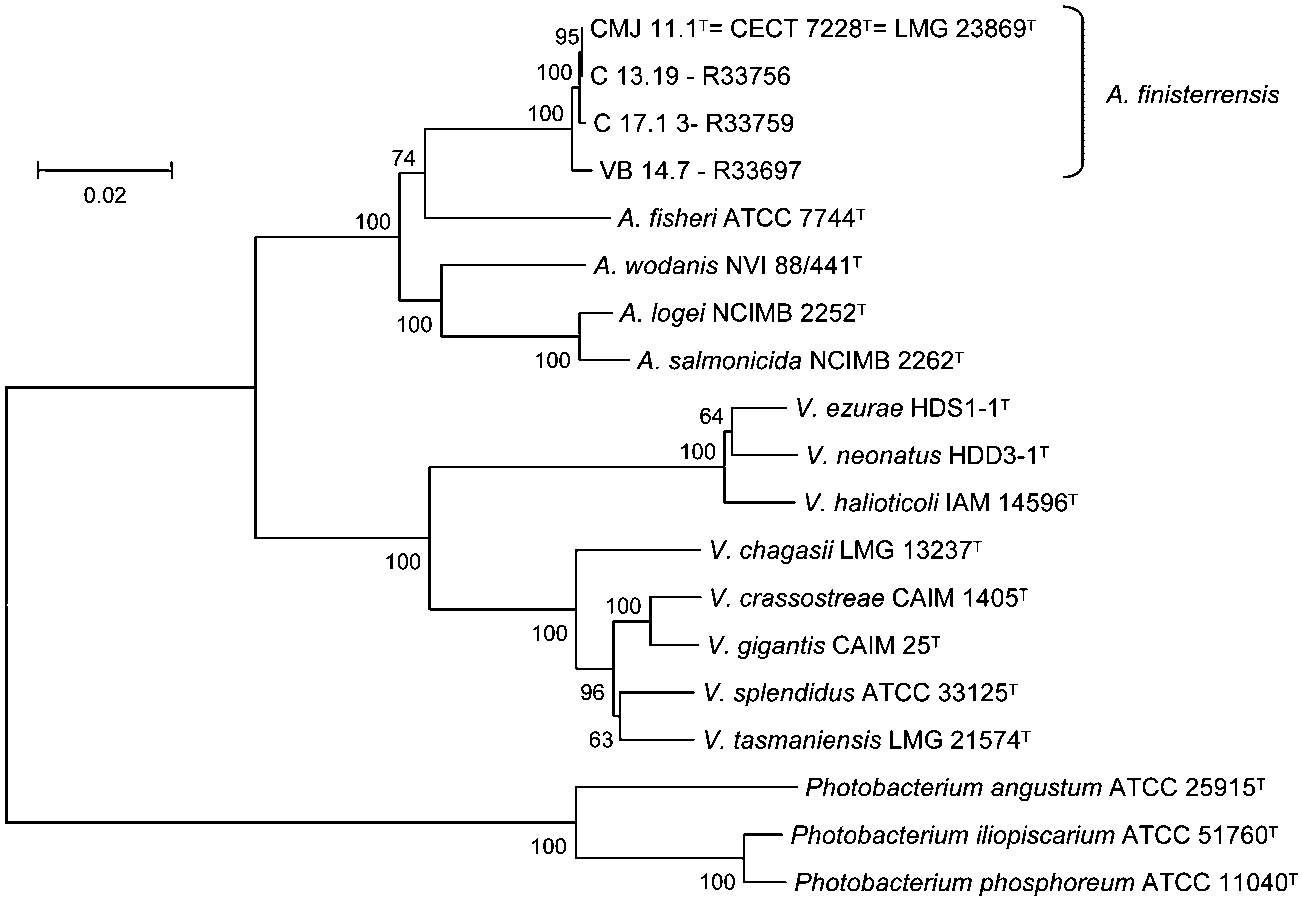 95
CMJ 11.1ᵀ= CECT 7228ᵀ= LMG 23869ᵀ
100
C 13.19 - R33756
A. finisterrensis
100
C 17.1 3- R33759
74
VB 14.7 - R33697
0.02
100
A. fisheri ATCC 7744ᵀ
A. wodanis NVI 88/441ᵀ
100
A. logei NCIMB 2252ᵀ
100
A. salmonicida NCIMB 2262ᵀ
64
V. ezurae HDS1-1ᵀ
100
V. neonatus HDD3-1ᵀ
V. halioticoli IAM 14596ᵀ
100
V. chagasii LMG 13237ᵀ
100
V. crassostreae CAIM 1405ᵀ
100
V. gigantis CAIM 25ᵀ
96
V. splendidus ATCC 33125ᵀ
63
V. tasmaniensis LMG 21574ᵀ
Photobacterium angustum ATCC 25915ᵀ
100
Photobacterium iliopiscarium ATCC 51760ᵀ
100
Photobacterium phosphoreum ATCC 11040ᵀ